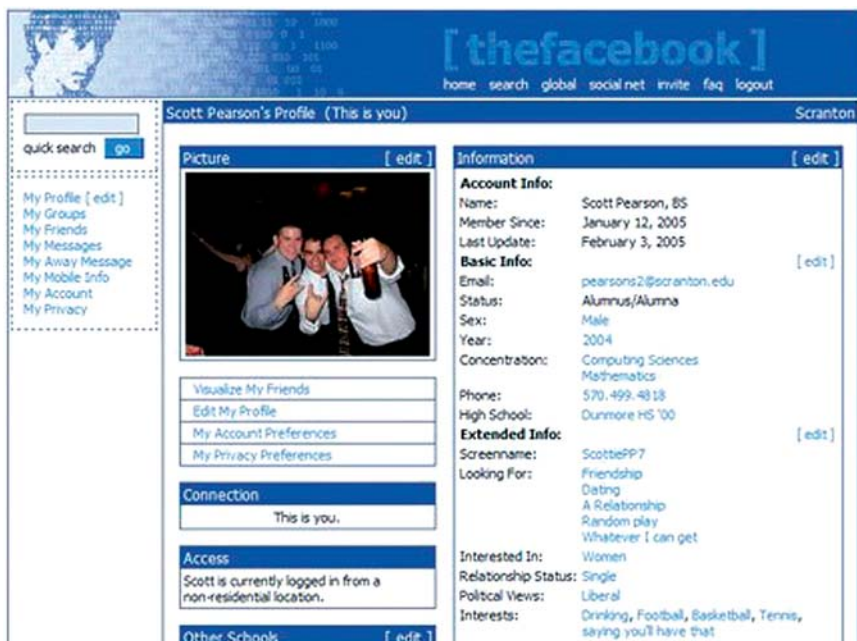 [ thefacebook ]
home search global social net invite faq logout
quick search go
My Profile [ edit ]
My Groups
My Friends
My Messages
My Away Message
My Mobile Info
My Account
My Privacy
Scott Pearson's Profile (This is you) Scranton
Picture [ edit ]
Visualize My Friends
Edit My Profile
My Account Preferences
My Privacy Preferences
Connection
This is you.
Access
Scott is currently logged in from a
non-residential location.
Other Schools [ edit ]
Information [ edit ]
Account Info:
Name: Scott Pearson, BS
Member Since: January 12, 2005
Last Update: February 3, 2005
Basic Info: [ edit ]
Email: pearsons2@scranton.edu
Status: Alumnus/Alumna
Sex: Male
Year: 2004
Concentration: Computing Sciences
Mathematics
Phone: 570.499.4818
High School: Dunmore HS '00
Extended Info: [ edit ]
Screenname: ScottiePP7
Looking For: Friendship
Dating
A Relationship
Random play
Whatever I can get
Interested In: Women
Relationship Status: Single
Political Views: Liberal
Interests: Drinking, Football, Basketball, Tennis,
saying you'll have that